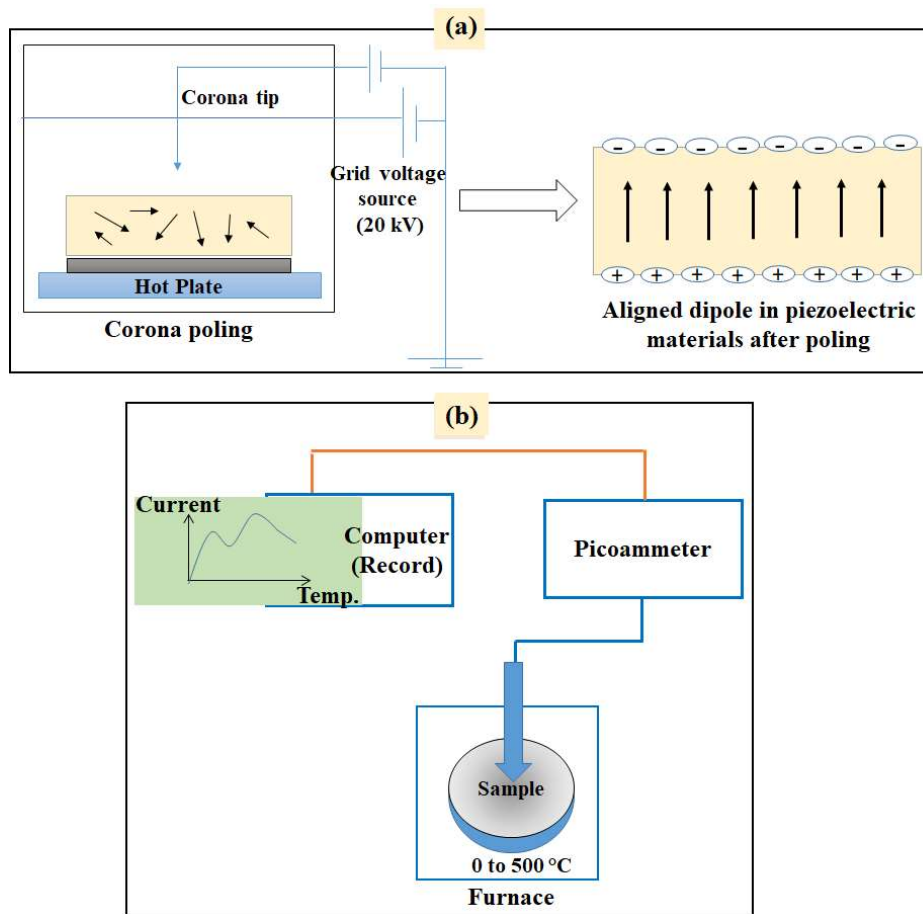 (a)
Corona tip
Grid voltage
source
(20 kV)
Hot Plate
Corona poling
- - - - - - - -
+ + + + + + + +
Aligned dipole in piezoelectric
materials after poling
(b)
Current
Temp.
Computer
(Record)
Picoammeter
Sample
0 to 500 °C
Furnace